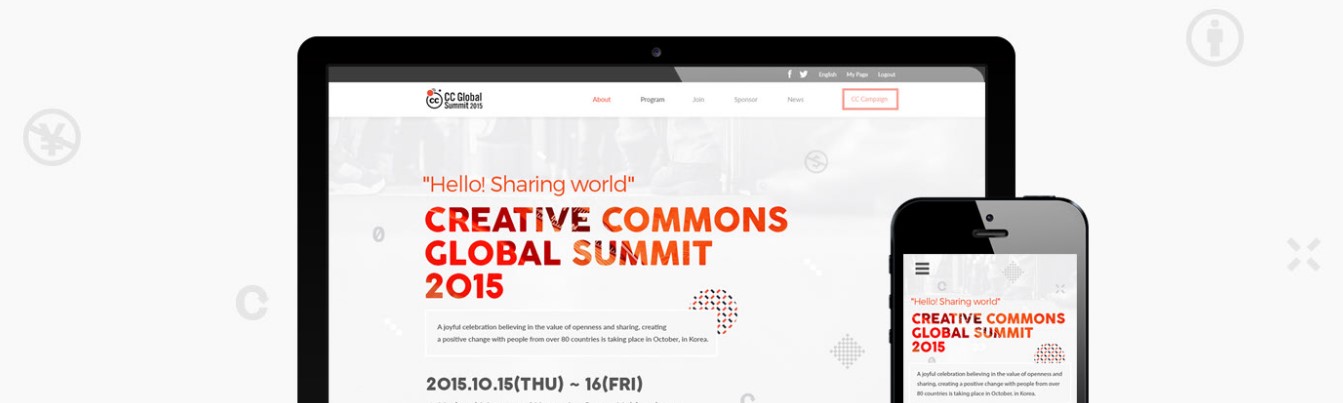 English My Page Logout
CC Global
Summit 2015
About Program Join Sponsor News CC Campaign
"Hello! Sharing world"
CREATIVE COMMONS
GLOBAL SUMMIT
2015
A joyful celebration believing in the value of openness and sharing, creating
a positive change with people from over 80 countries is taking place in October, in Korea.
2015.10.15(THU) ~ 16(FRI)
"Hello! Sharing world"
CREATIVE COMMONS
GLOBAL SUMMIT
2015
A joyful celebration believing in the value of openness and
sharing, creating a positive change with people from over
80 countries is taking place in October, in Korea.